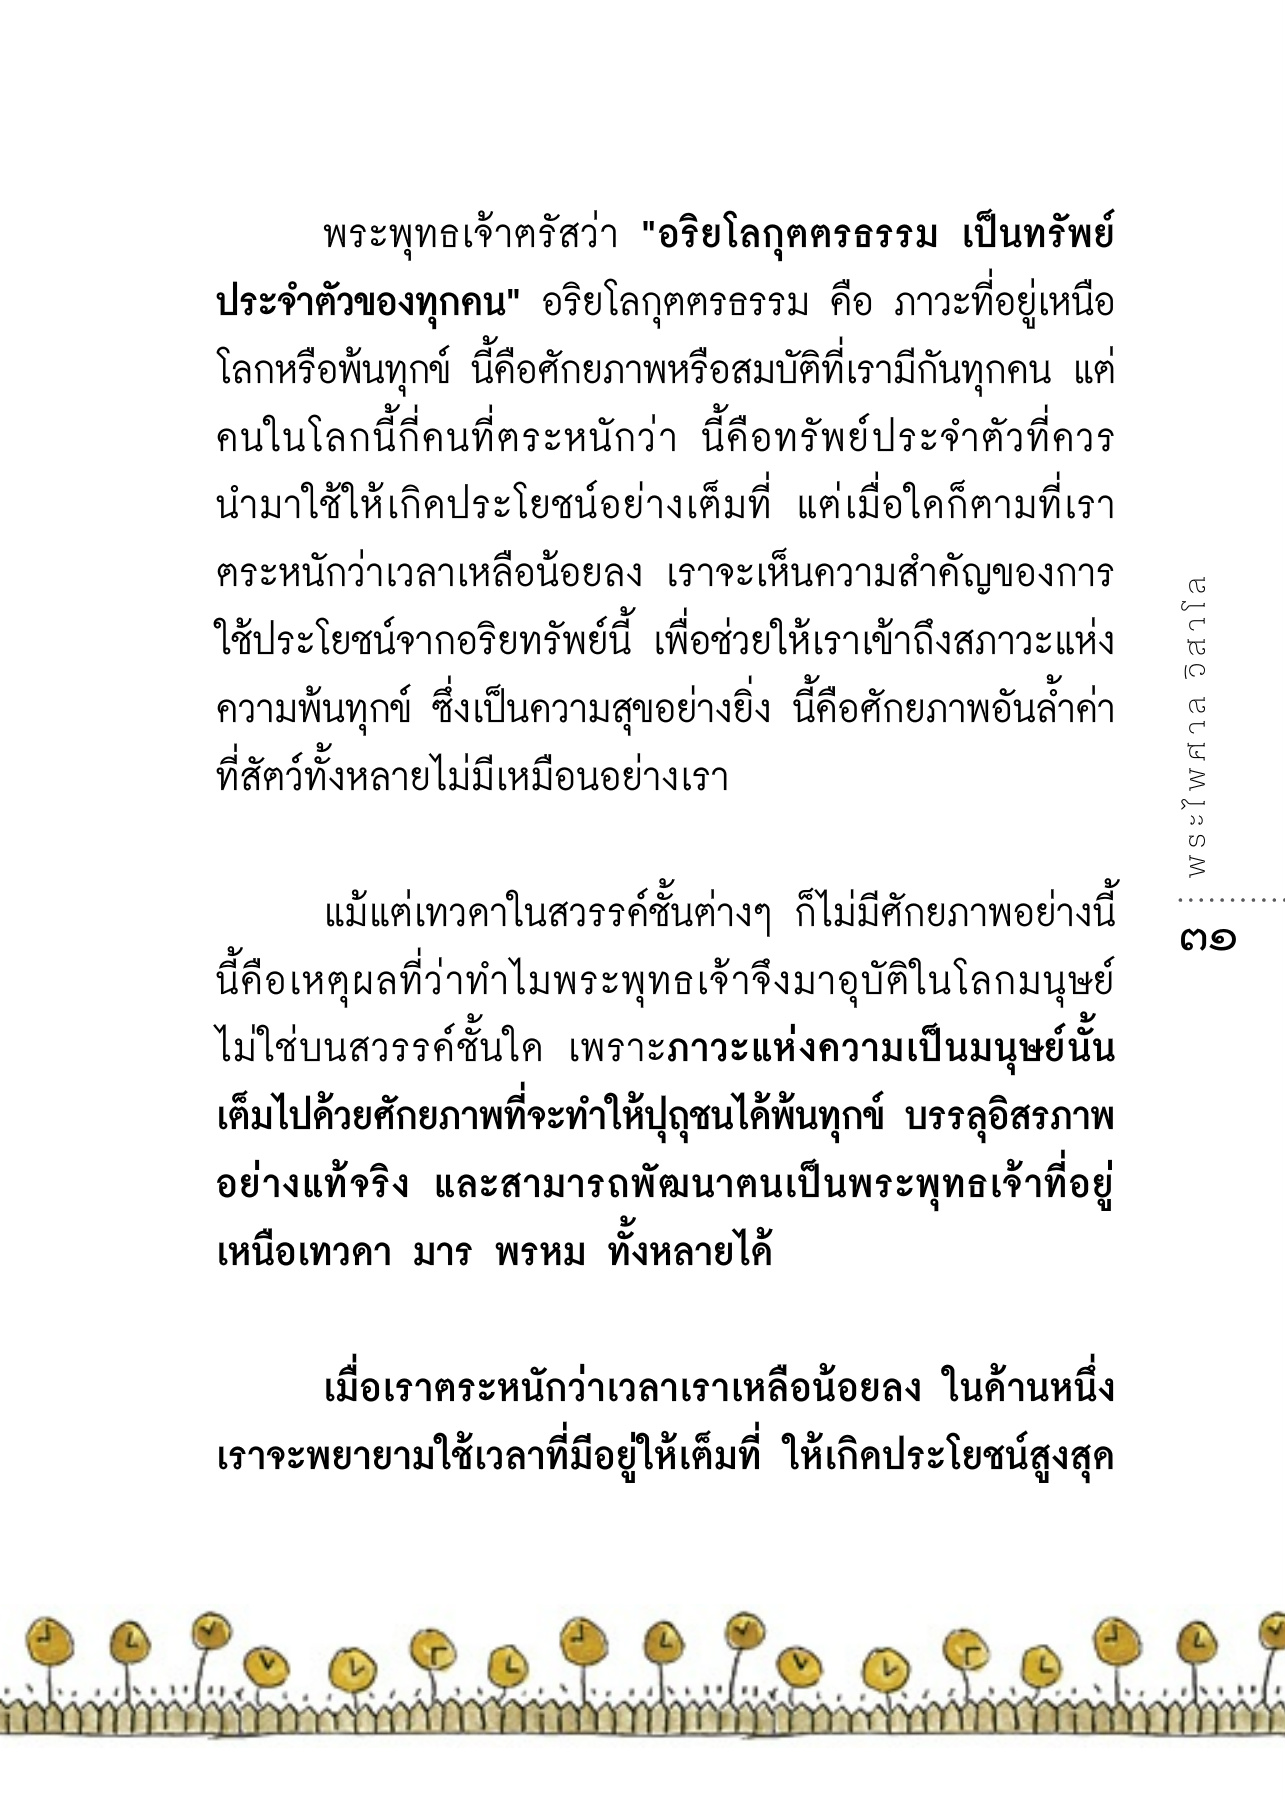 พระพุทธเจ้าตรัสว่า "อริยโลกุตตรธรรม เป็นทรัพย์
ประจำตัวของทุกคน" อริยโลกุตตรธรรม คือ ภาวะที่อยู่เหนือ
โลกหรือพ้นทุกข์ นี้คือศักยภาพหรือสมบัติที่เรามีกันทุกคน แต่
คนในโลกนี้กี่คนที่ตระหนักว่า นี้คือทรัพย์ประจำตัวที่ควร
นำมาใช้ให้เกิดประโยชน์อย่างเต็มที่ แต่เมื่อใดก็ตามที่เรา
ตระหนักว่าเวลาเหลือน้อยลง เราจะเห็นความสำคัญของการ
ใช้ประโยชน์จากอริยทรัพย์นี้ เพื่อช่วยให้เราเข้าถึงสภาวะแห่ง
ความพ้นทุกข์ ซึ่งเป็นความสุขอย่างยิ่ง นี้คือศักยภาพอันล้ำค่า
ที่สัตว์ทั้งหลายไม่มีเหมือนอย่างเรา
แม้แต่เทวดาในสวรรค์ชั้นต่างๆ ก็ไม่มีศักยภาพอย่างนี้
นี้คือเหตุผลที่ว่าทำไมพระพุทธเจ้าจึงมาอุบัติในโลกมนุษย์
ไม่ใช่บนสวรรค์ชั้นใด เพราะภาวะแห่งความเป็นมนุษย์นั้น
เต็มไปด้วยศักยภาพที่จะทำให้ปุถุชนได้พ้นทุกข์ บรรลุอิสรภาพ
อย่างแท้จริง และสามารถพัฒนาตนเป็นพระพุทธเจ้าที่อยู่
เหนือเทวดา มาร พรหม ทั้งหลายได้
เมื่อเราตระหนักว่าเวลาเราเหลือน้อยลง ในด้านหนึ่ง
เราจะพยายามใช้เวลาที่มีอยู่ให้เต็มที่ ให้เกิดประโยชน์สูงสุด
พระไพศาล วิสาโล
๓๑